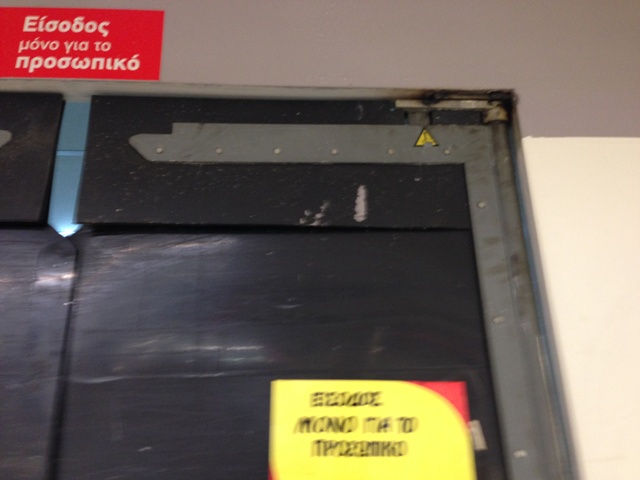 Είσοδος
μόνο για το
προσωπικό
ΕΙΣΟΔΟΣ
ΜΟΝΟ ΓΙΑ ΤΟ
ΠΡΟΣΩΠΙΚΟ